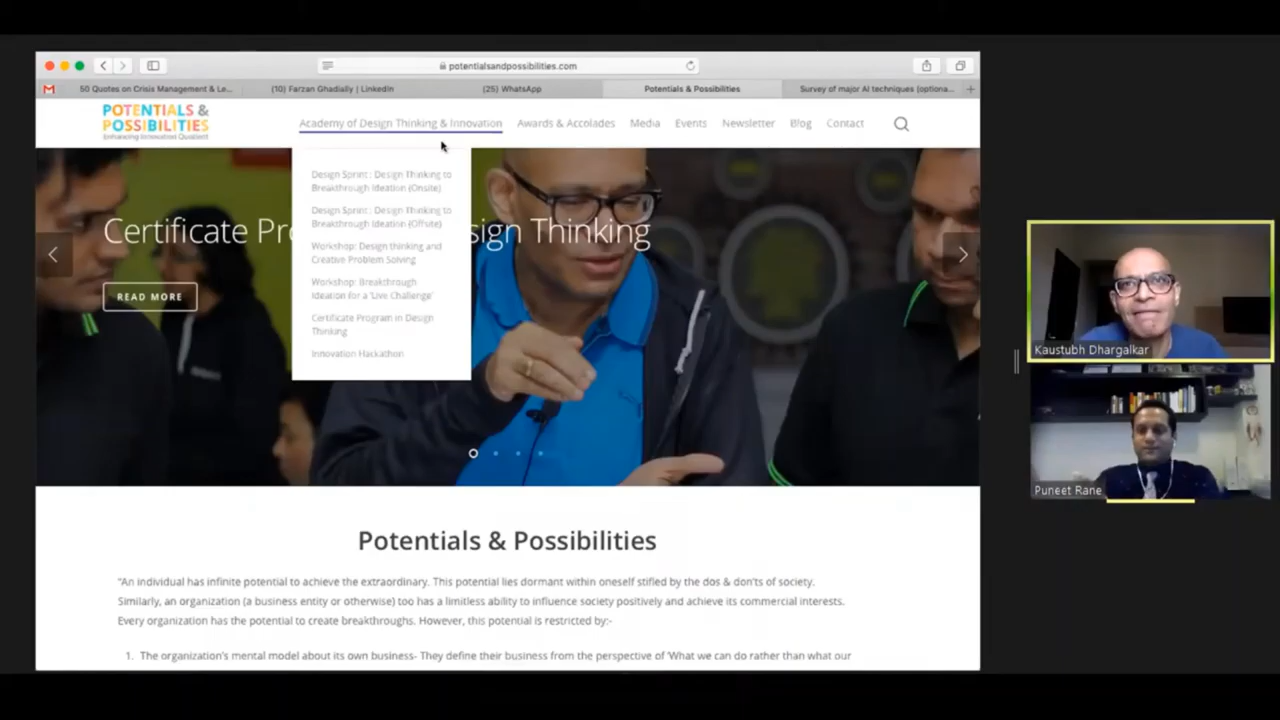 potentialsandpossibilities.com
50 Quotes on Crisis Management & Le...
(10) Farzan Ghadially | LinkedIn
(25) WhatsApp
Potentials & Possibilities
Survey of major AI techniques (optiona...
POTENTIALS &
POSSIBILITIES
Enhancing Innovation Quotient
Academy of Design Thinking & Innovation
Awards & Accolades
Media
Events
Newsletter
Blog
Contact
Design Sprint : Design Thinking to
Breakthrough Ideation (Onsite)
Design Sprint : Design Thinking to
Breakthrough Ideation (Offsite)
Workshop: Design thinking and
Creative Problem Solving
Workshop: Breakthrough
Ideation for a 'Live Challenge'
Certificate Program in Design
Thinking
Innovation Hackathon
Certificate Pr sign Thinking
READ MORE
Potentials & Possibilities
"An individual has infinite potential to achieve the extraordinary. This potential lies dormant within oneself stifled by the dos & don'ts of society.
Similarly, an organization (a business entity or otherwise) too has a limitless ability to influence society positively and achieve its commercial interests.
Every organization has the potential to create breakthroughs. However, this potential is restricted by:-
1. The organization's mental model about its own business- They define their business from the perspective of 'What we can do rather than what our
Kaustubh Dhargalkar
Puneet Rane